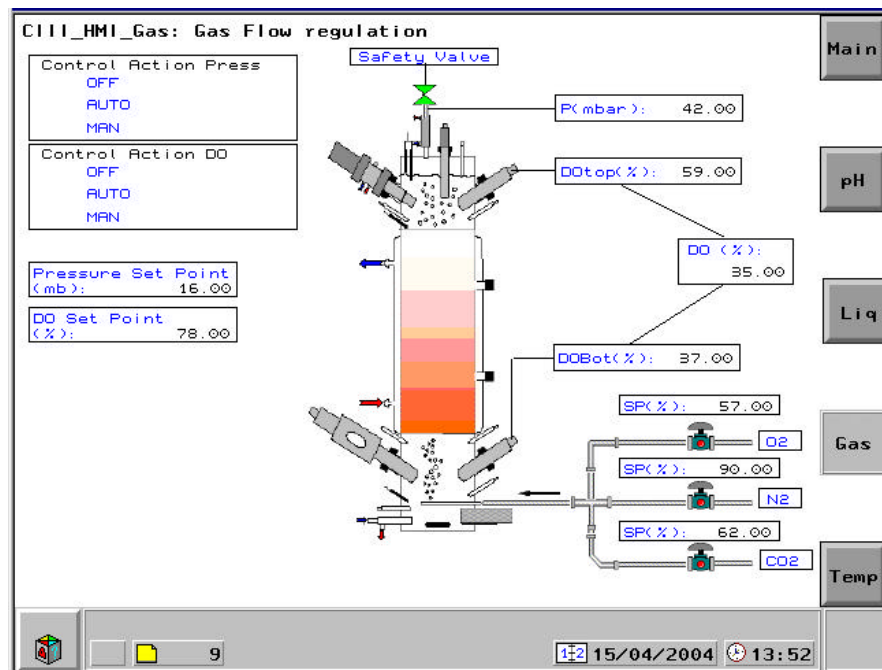 CIII_HMI_Gas: Gas Flow regulation
Main
Safety Valve
Control Action Press
OFF
AUTO
MAN
P(mbar): 42.00
Control Action DO
OFF
AUTO
MAN
DOtop(%): 59.00
pH
DO (%):
35.00
Pressure Set Point
(mb): 16.00
DO Set Point
(%): 78.00
Liq
DOBot(%): 37.00
SP(%): 57.00
O2
Gas
SP(%): 90.00
N2
SP(%): 62.00
CO2
Temp
9
1 2 15/04/2004 13:52